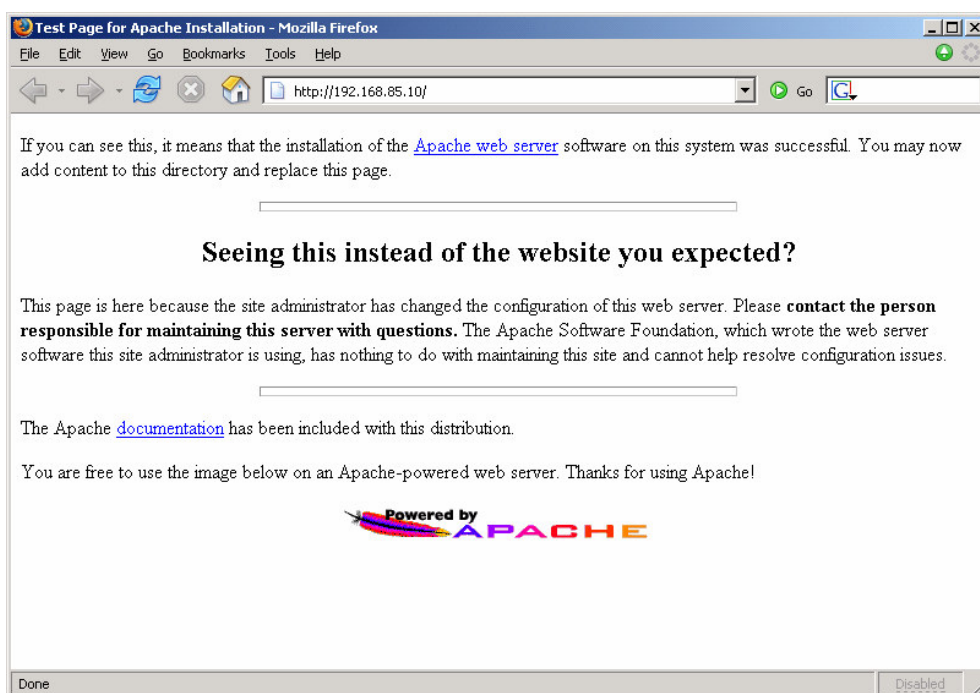 Test Page for Apache Installation - Mozilla Firefox
File Edit View Go Bookmarks Tools Help
http://192.168.85.10/ Go G
If you can see this, it means that the installation of the Apache web server software on this system was successful. You may now
add content to this directory and replace this page.
Seeing this instead of the website you expected?
This page is here because the site administrator has changed the configuration of this web server. Please contact the person
responsible for maintaining this server with questions. The Apache Software Foundation, which wrote the web server
software this site administrator is using, has nothing to do with maintaining this site and cannot help resolve configuration issues.
The Apache documentation has been included with this distribution.
You are free to use the image below on an Apache-powered web server. Thanks for using Apache!
Powered by
APACHE
Done Disabled